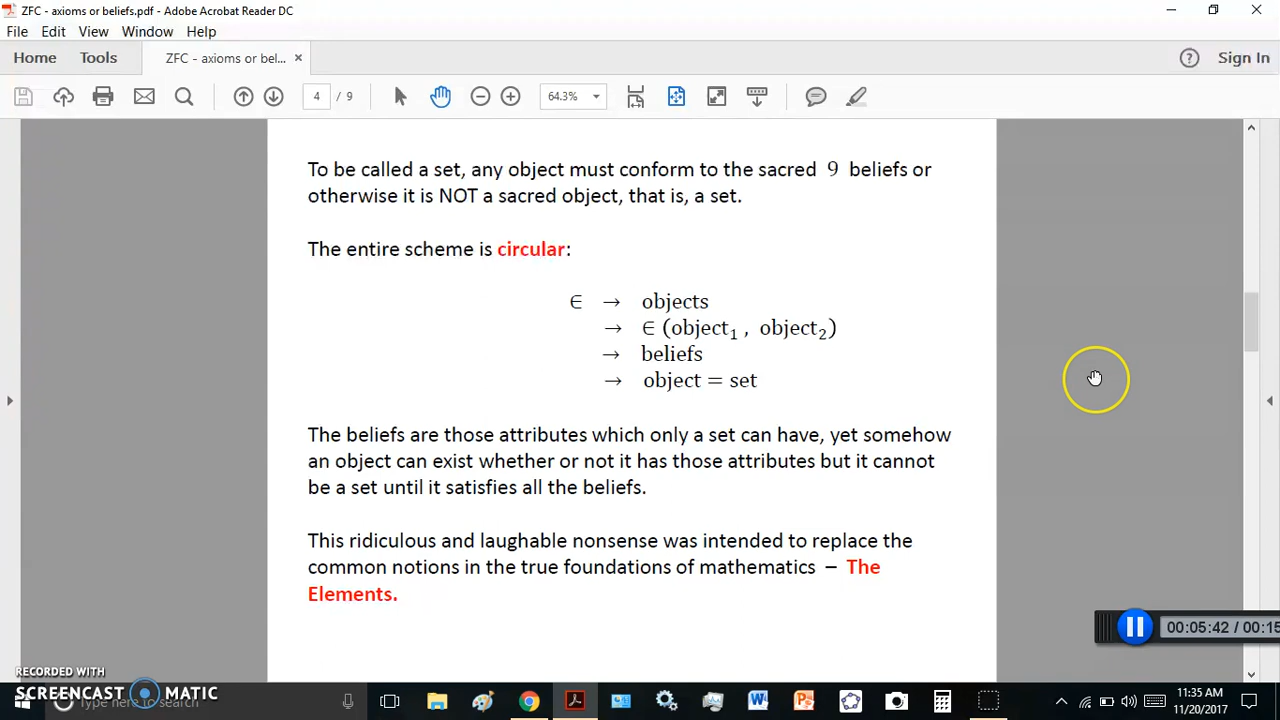 ZFC - axioms or beliefs.pdf - Adobe Acrobat Reader DC
File Edit View Window Help
Home Tools ZFC - axioms or bel... × ? Sign In
4 / 9 64.3%
To be called a set, any object must conform to the sacred 9 beliefs or
otherwise it is NOT a sacred object, that is, a set.
The entire scheme is circular:
∈ → objects
→ ∈ (object₁ , object₂)
→ beliefs
→ object = set
The beliefs are those attributes which only a set can have, yet somehow
an object can exist whether or not it has those attributes but it cannot
be a set until it satisfies all the beliefs.
This ridiculous and laughable nonsense was intended to replace the
common notions in the true foundations of mathematics – The
Elements.
00:05:42 / 00:15
RECORDED WITH
SCREENCAST MATIC
Type here to search
11:35 AM
11/20/2017